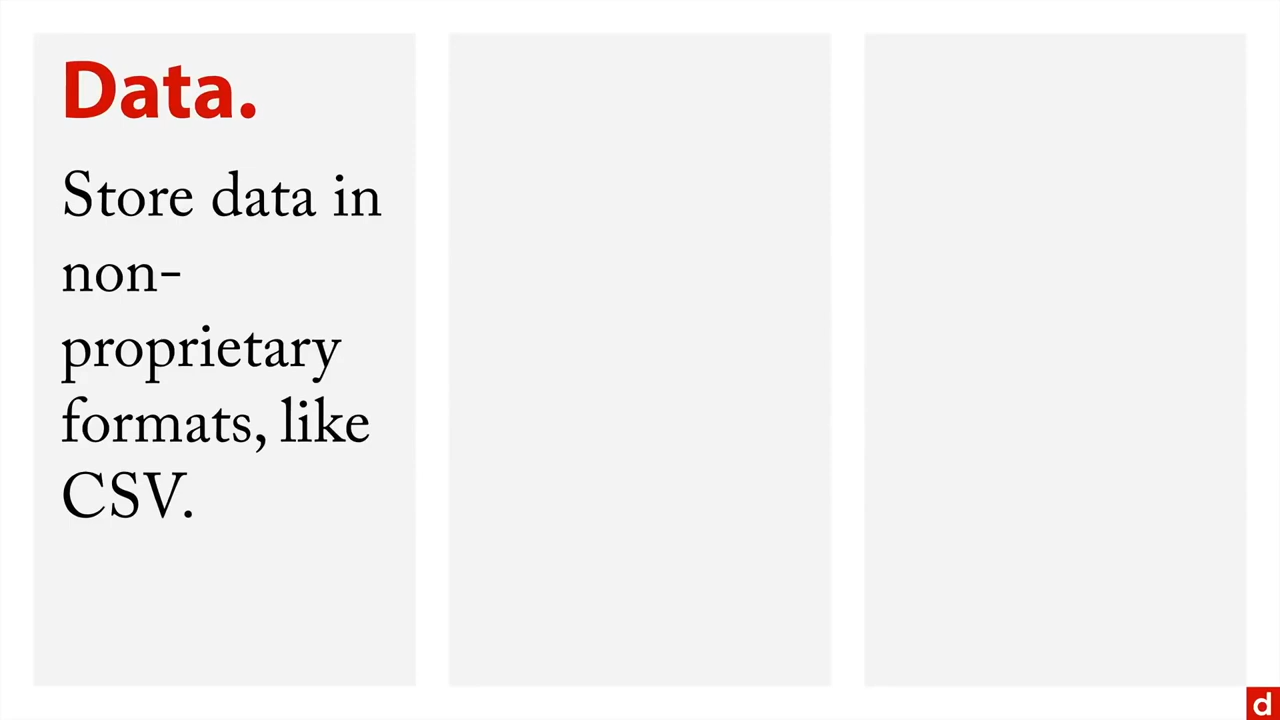 Data.
Store data in
non-
proprietary
formats, like
CSV.
d